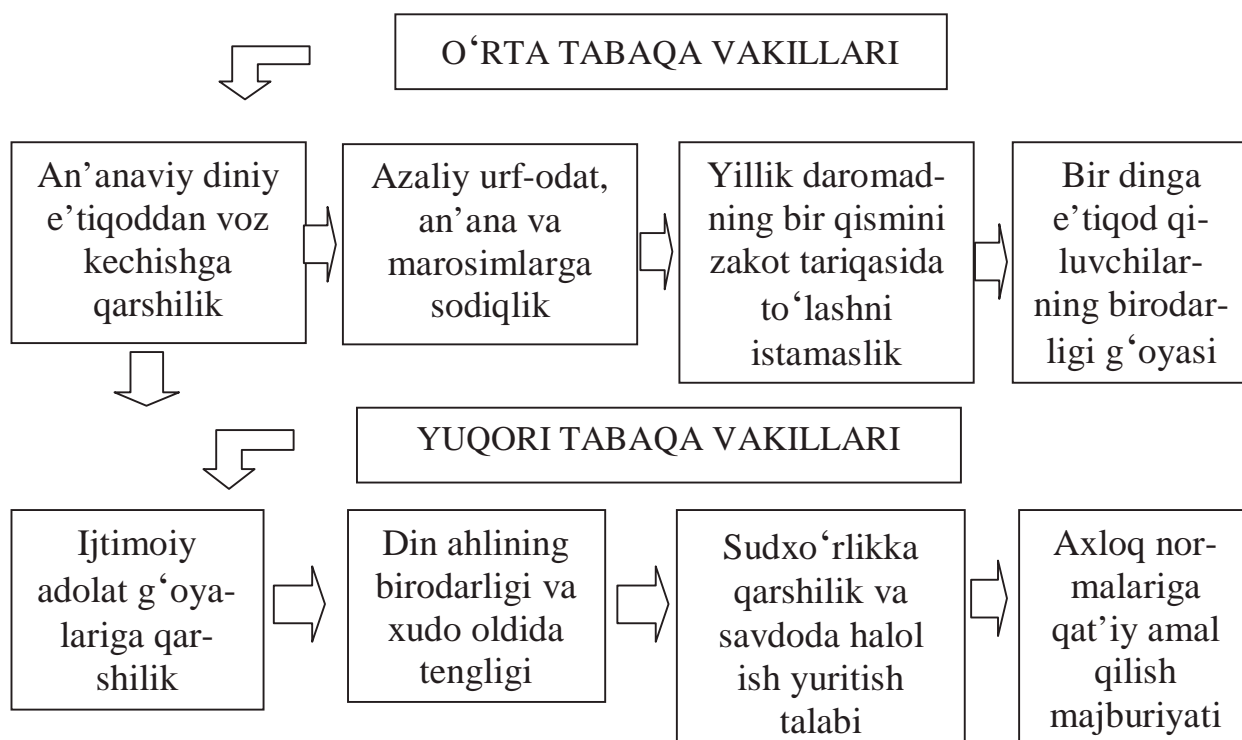 O‘RTA TABAQA VAKILLARI
An’anaviy diniy
e’tiqoddan voz
kechishga
qarshilik
Azaliy urf-odat,
an’ana va
marosimlarga
sodiqlik
Yillik daromad-
ning bir qismini
zakot tariqasida
to‘lashni
istamaslik
Bir dinga
e’tiqod qi-
luvchilar-
ning birodar-
ligi g‘oyasi
YUQORI TABAQA VAKILLARI
Ijtimoiy
adolat g‘oya-
lariga qar-
shilik
Din ahlining
birodarligi va
xudo oldida
tengligi
Sudxo‘rlikka
qarshilik va
savdoda halol
ish yuritish
talabi
Axloq nor-
malariga
qat’iy amal
qilish
majburiyati